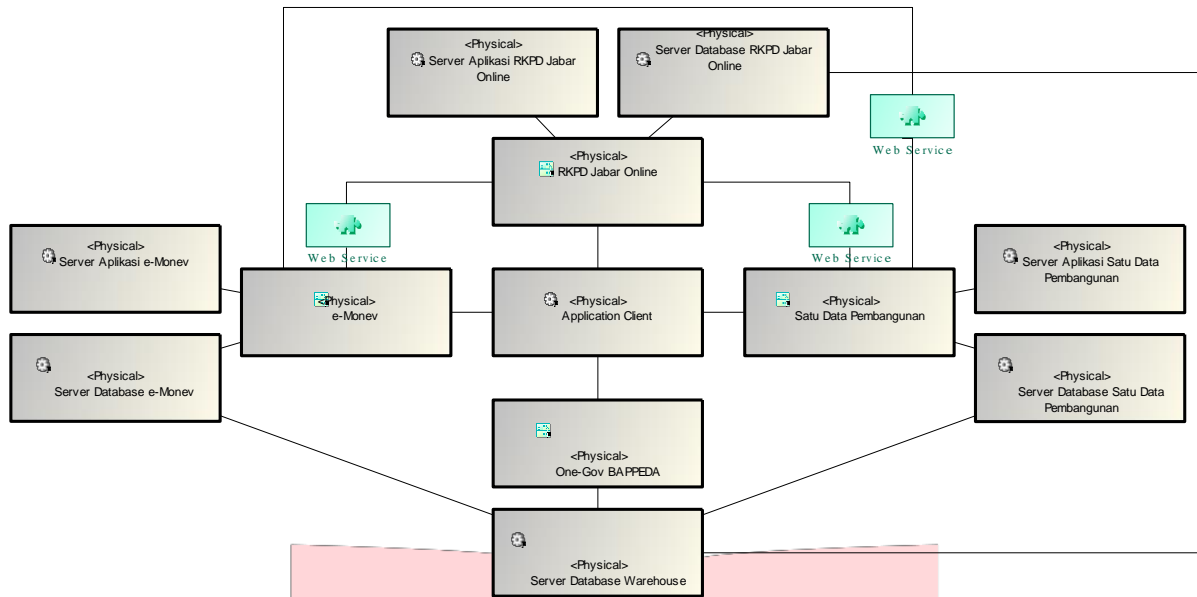 <Physical>
Server Aplikasi RKPD Jabar
Online
<Physical>
Server Database RKPD Jabar
Online
Web Service
<Physical>
RKPD Jabar Online
Web Service
Web Service
<Physical>
Server Aplikasi e-Monev
<Physical>
e-Monev
<Physical>
Application Client
<Physical>
Satu Data Pembangunan
<Physical>
Server Aplikasi Satu Data
Pembangunan
<Physical>
Server Database e-Monev
<Physical>
Server Database Satu Data
Pembangunan
<Physical>
One-Gov BAPPEDA
<Physical>
Server Database Warehouse